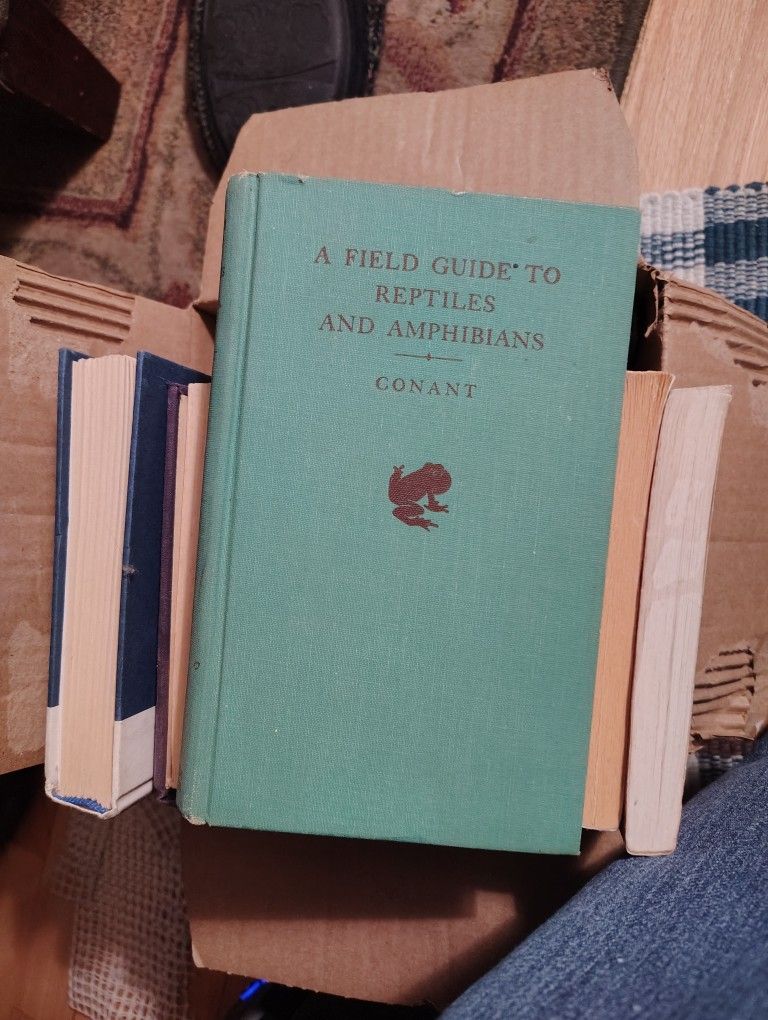 A FIELD GUIDE TO
REPTILES
AND AMPHIBIANS
CONANT